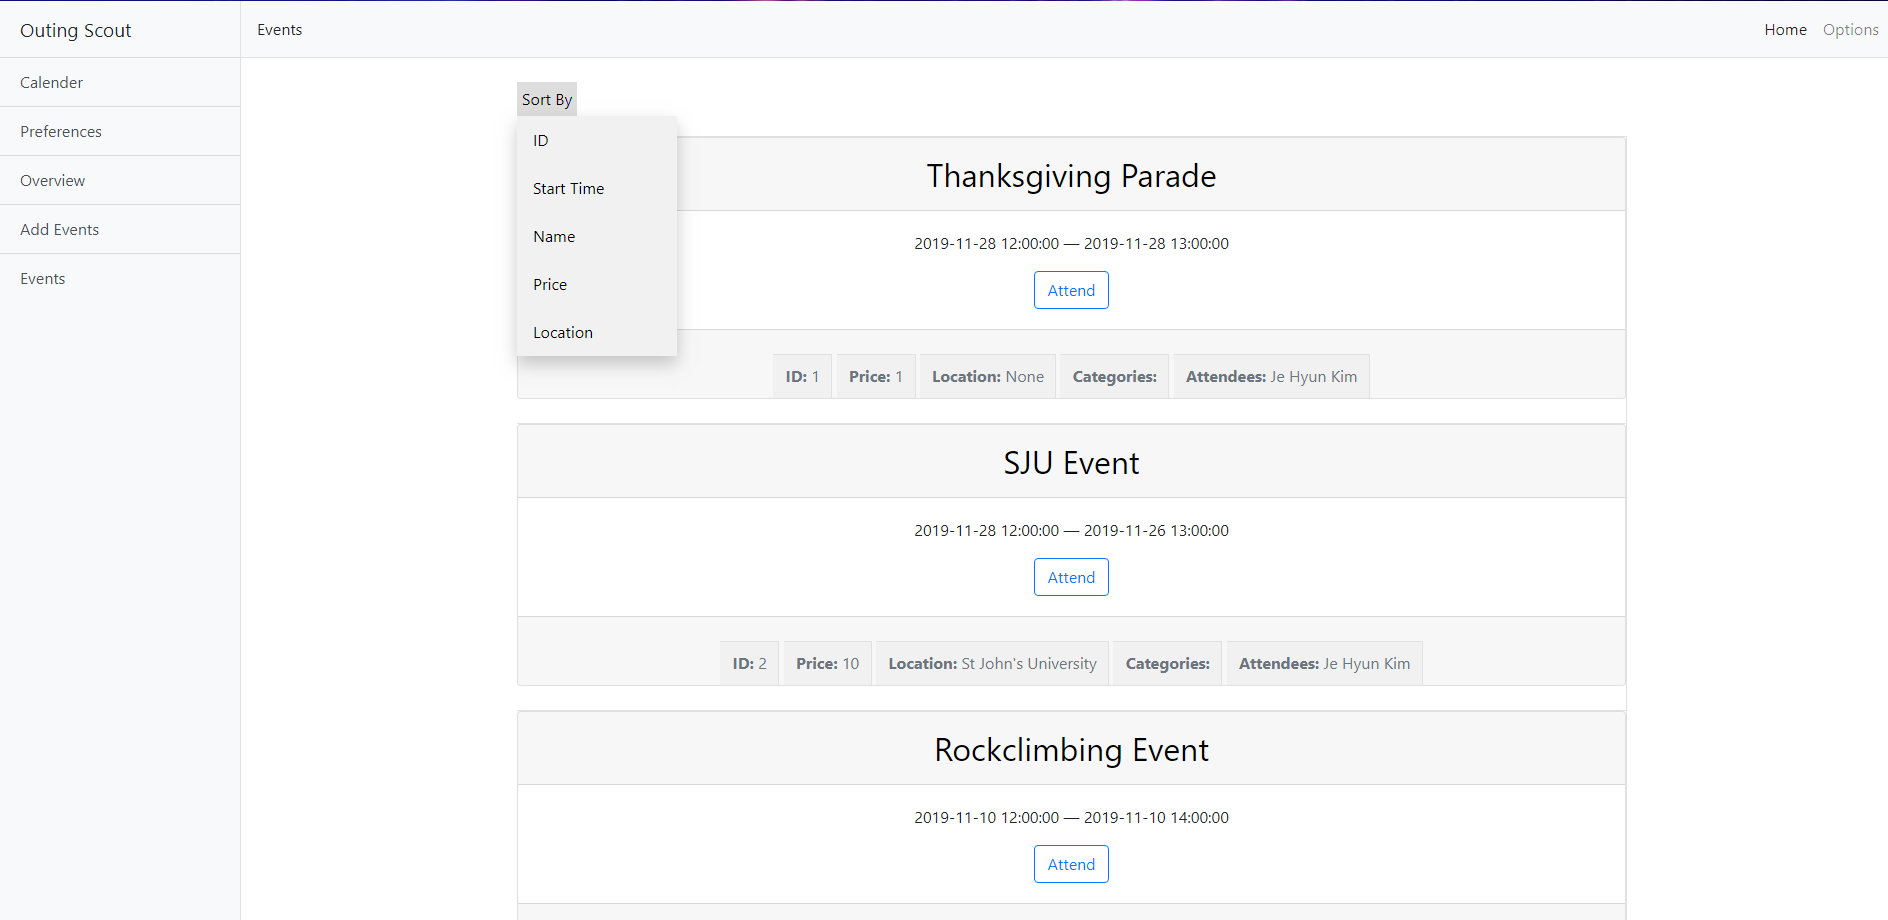 Outing Scout
Events
Home Options
Calender
Preferences
Overview
Add Events
Events
Sort By
ID
Start Time
Name
Price
Location
Thanksgiving Parade
2019-11-28 12:00:00 — 2019-11-28 13:00:00
Attend
ID: 1 Price: 1 Location: None Categories: Attendees: Je Hyun Kim
SJU Event
2019-11-28 12:00:00 — 2019-11-26 13:00:00
Attend
ID: 2 Price: 10 Location: St John's University Categories: Attendees: Je Hyun Kim
Rockclimbing Event
2019-11-10 12:00:00 — 2019-11-10 14:00:00
Attend